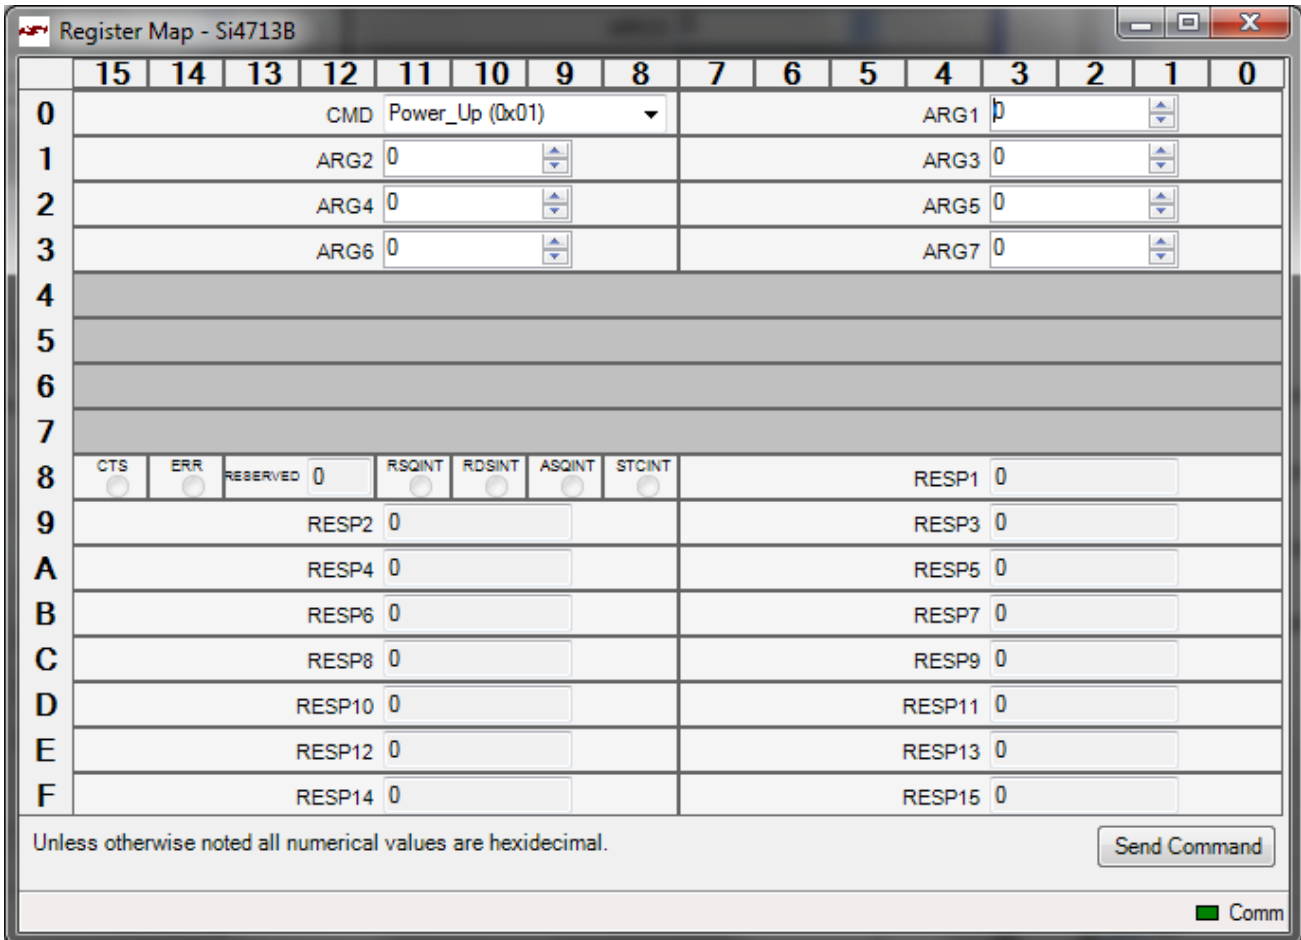 Register Map - Si4713B
15 14 13 12 11 10 9 8 7 6 5 4 3 2 1 0
0 CMD Power_Up (0x01) ARG1 0
1 ARG2 0 ARG3 0
2 ARG4 0 ARG5 0
3 ARG6 0 ARG7 0
4
5
6
7
8 CTS ERR RESERVED 0 RSQINT RDSINT ASQINT STCINT RESP1 0
9 RESP2 0 RESP3 0
A RESP4 0 RESP5 0
B RESP6 0 RESP7 0
C RESP8 0 RESP9 0
D RESP10 0 RESP11 0
E RESP12 0 RESP13 0
F RESP14 0 RESP15 0
Unless otherwise noted all numerical values are hexidecimal.
Send Command
Comm